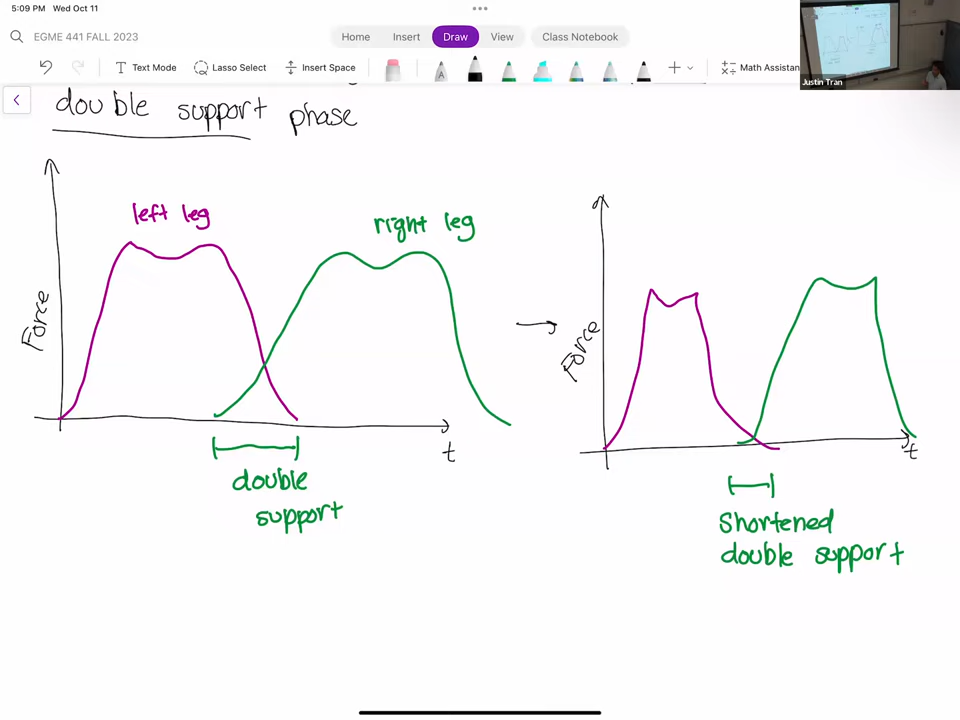 5:09 PM Wed Oct 11
EGME 441 FALL 2023
Home Insert Draw View Class Notebook
Text Mode Lasso Select Insert Space A Math Assistan
Justin Tran
double support phase
left leg
right leg
Force
t
double
support
Force
t
Shortened
double support